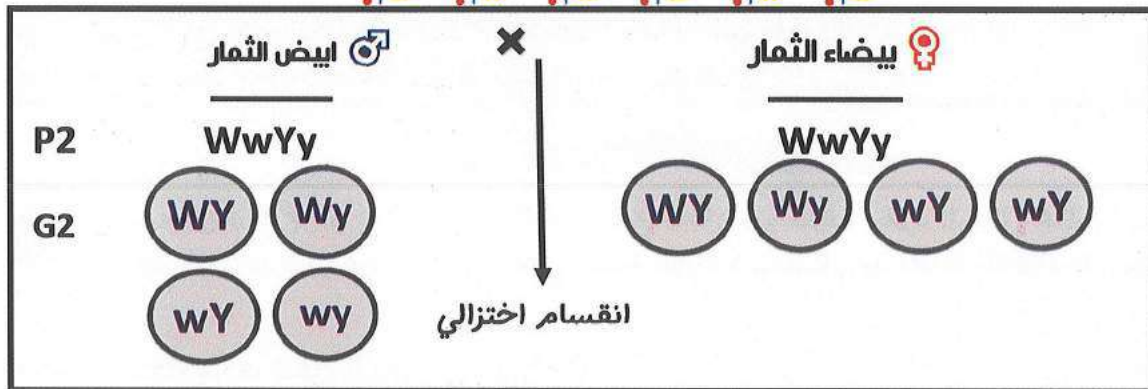 بيضاء الثمار ♀ × ابيض الثمار ♂
P2 WwYy WwYy
G2 WY Wy WY Wy wY wY
wY wy
انقسام اختزالي